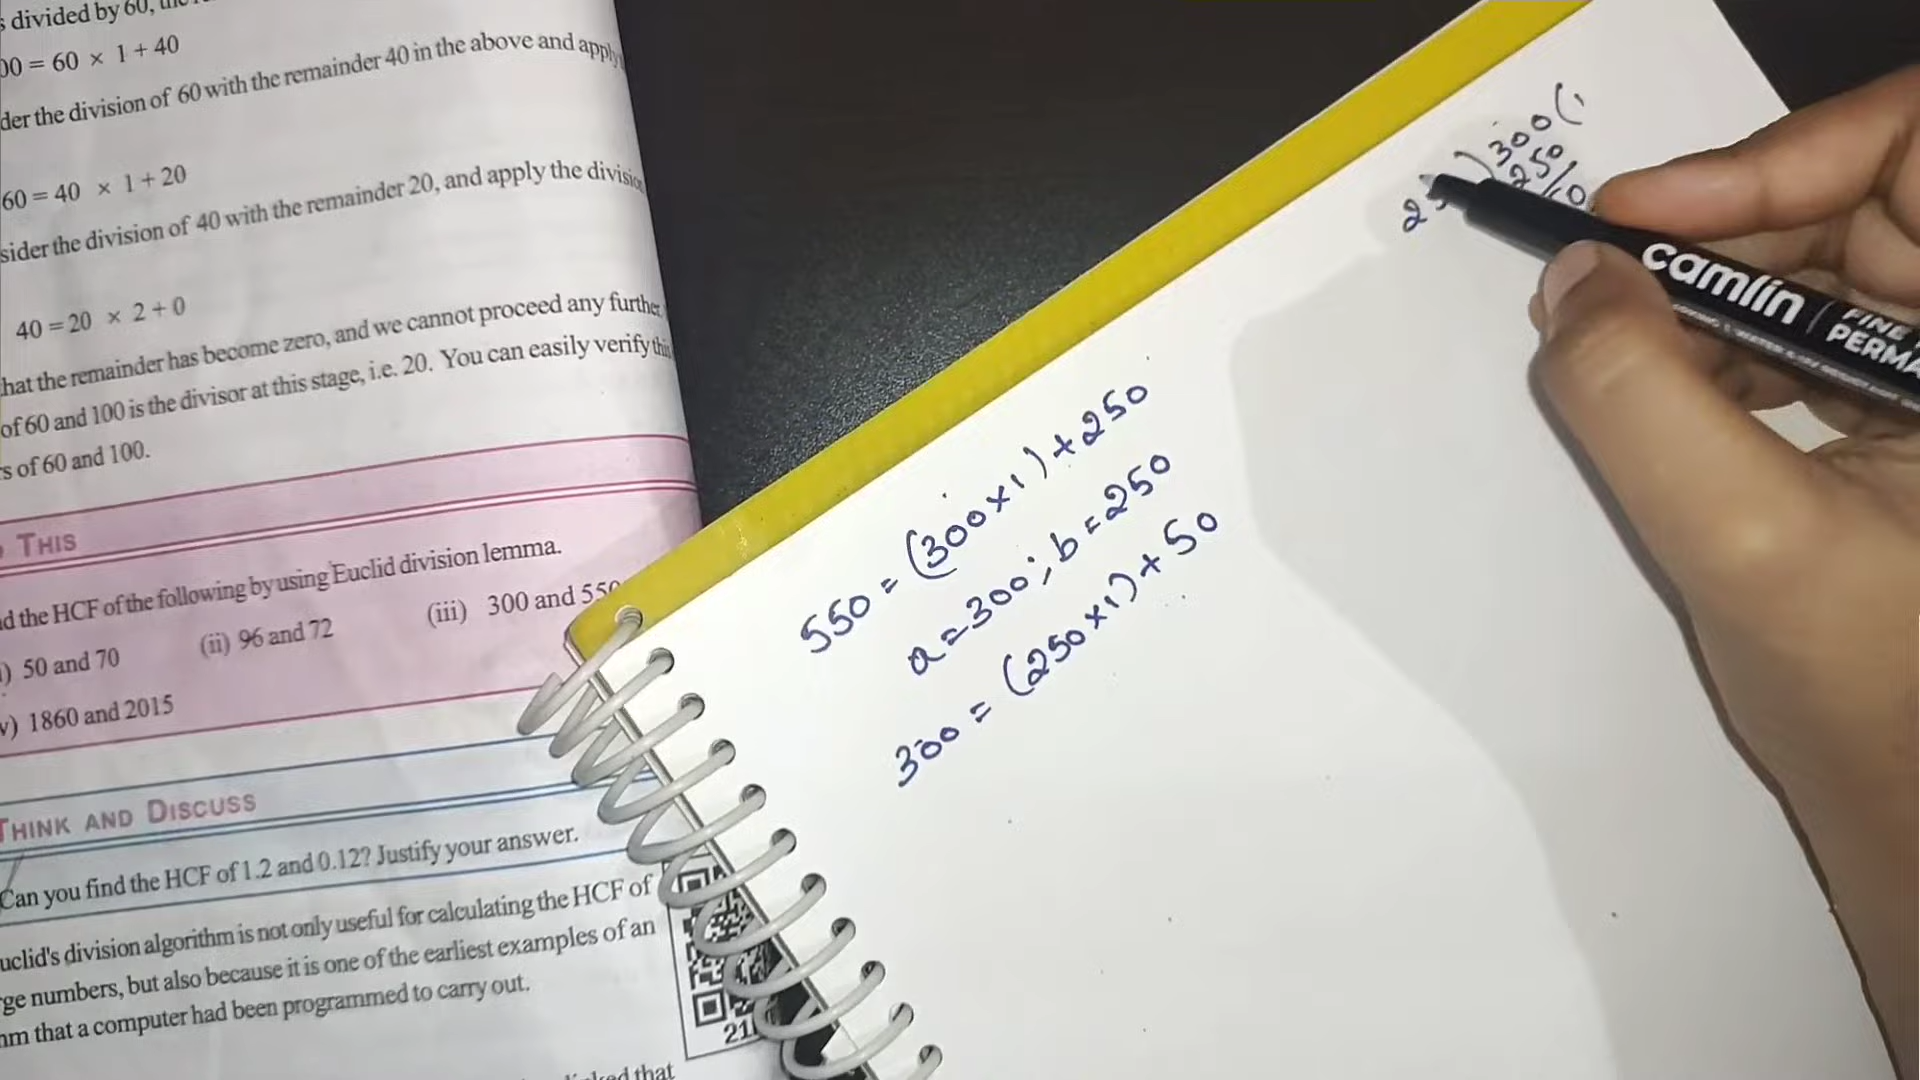 divided by 60,
00 = 60 × 1 + 40
der the division of 60 with the remainder 40 in the above and apply
60 = 40 × 1 + 20
sider the division of 40 with the remainder 20, and apply the divisio
40 = 20 × 2 + 0
hat the remainder has become zero, and we cannot proceed any further
of 60 and 100 is the divisor at this stage, i.e. 20. You can easily verify this
s of 60 and 100.
THIS
d the HCF of the following by using Euclid division lemma.
) 50 and 70 (ii) 96 and 72 (iii) 300 and 550
v) 1860 and 2015
THINK AND DISCUSS
Can you find the HCF of 1.2 and 0.12? Justify your answer.
uclid's division algorithm is not only useful for calculating the HCF of
rge numbers, but also because it is one of the earliest examples of an
hm that a computer had been programmed to carry out.
21
that
550 = (300×1) + 250
a=300; b=250
300 = (250×1) + 50
300(
250
camlin
FINE
PERMA